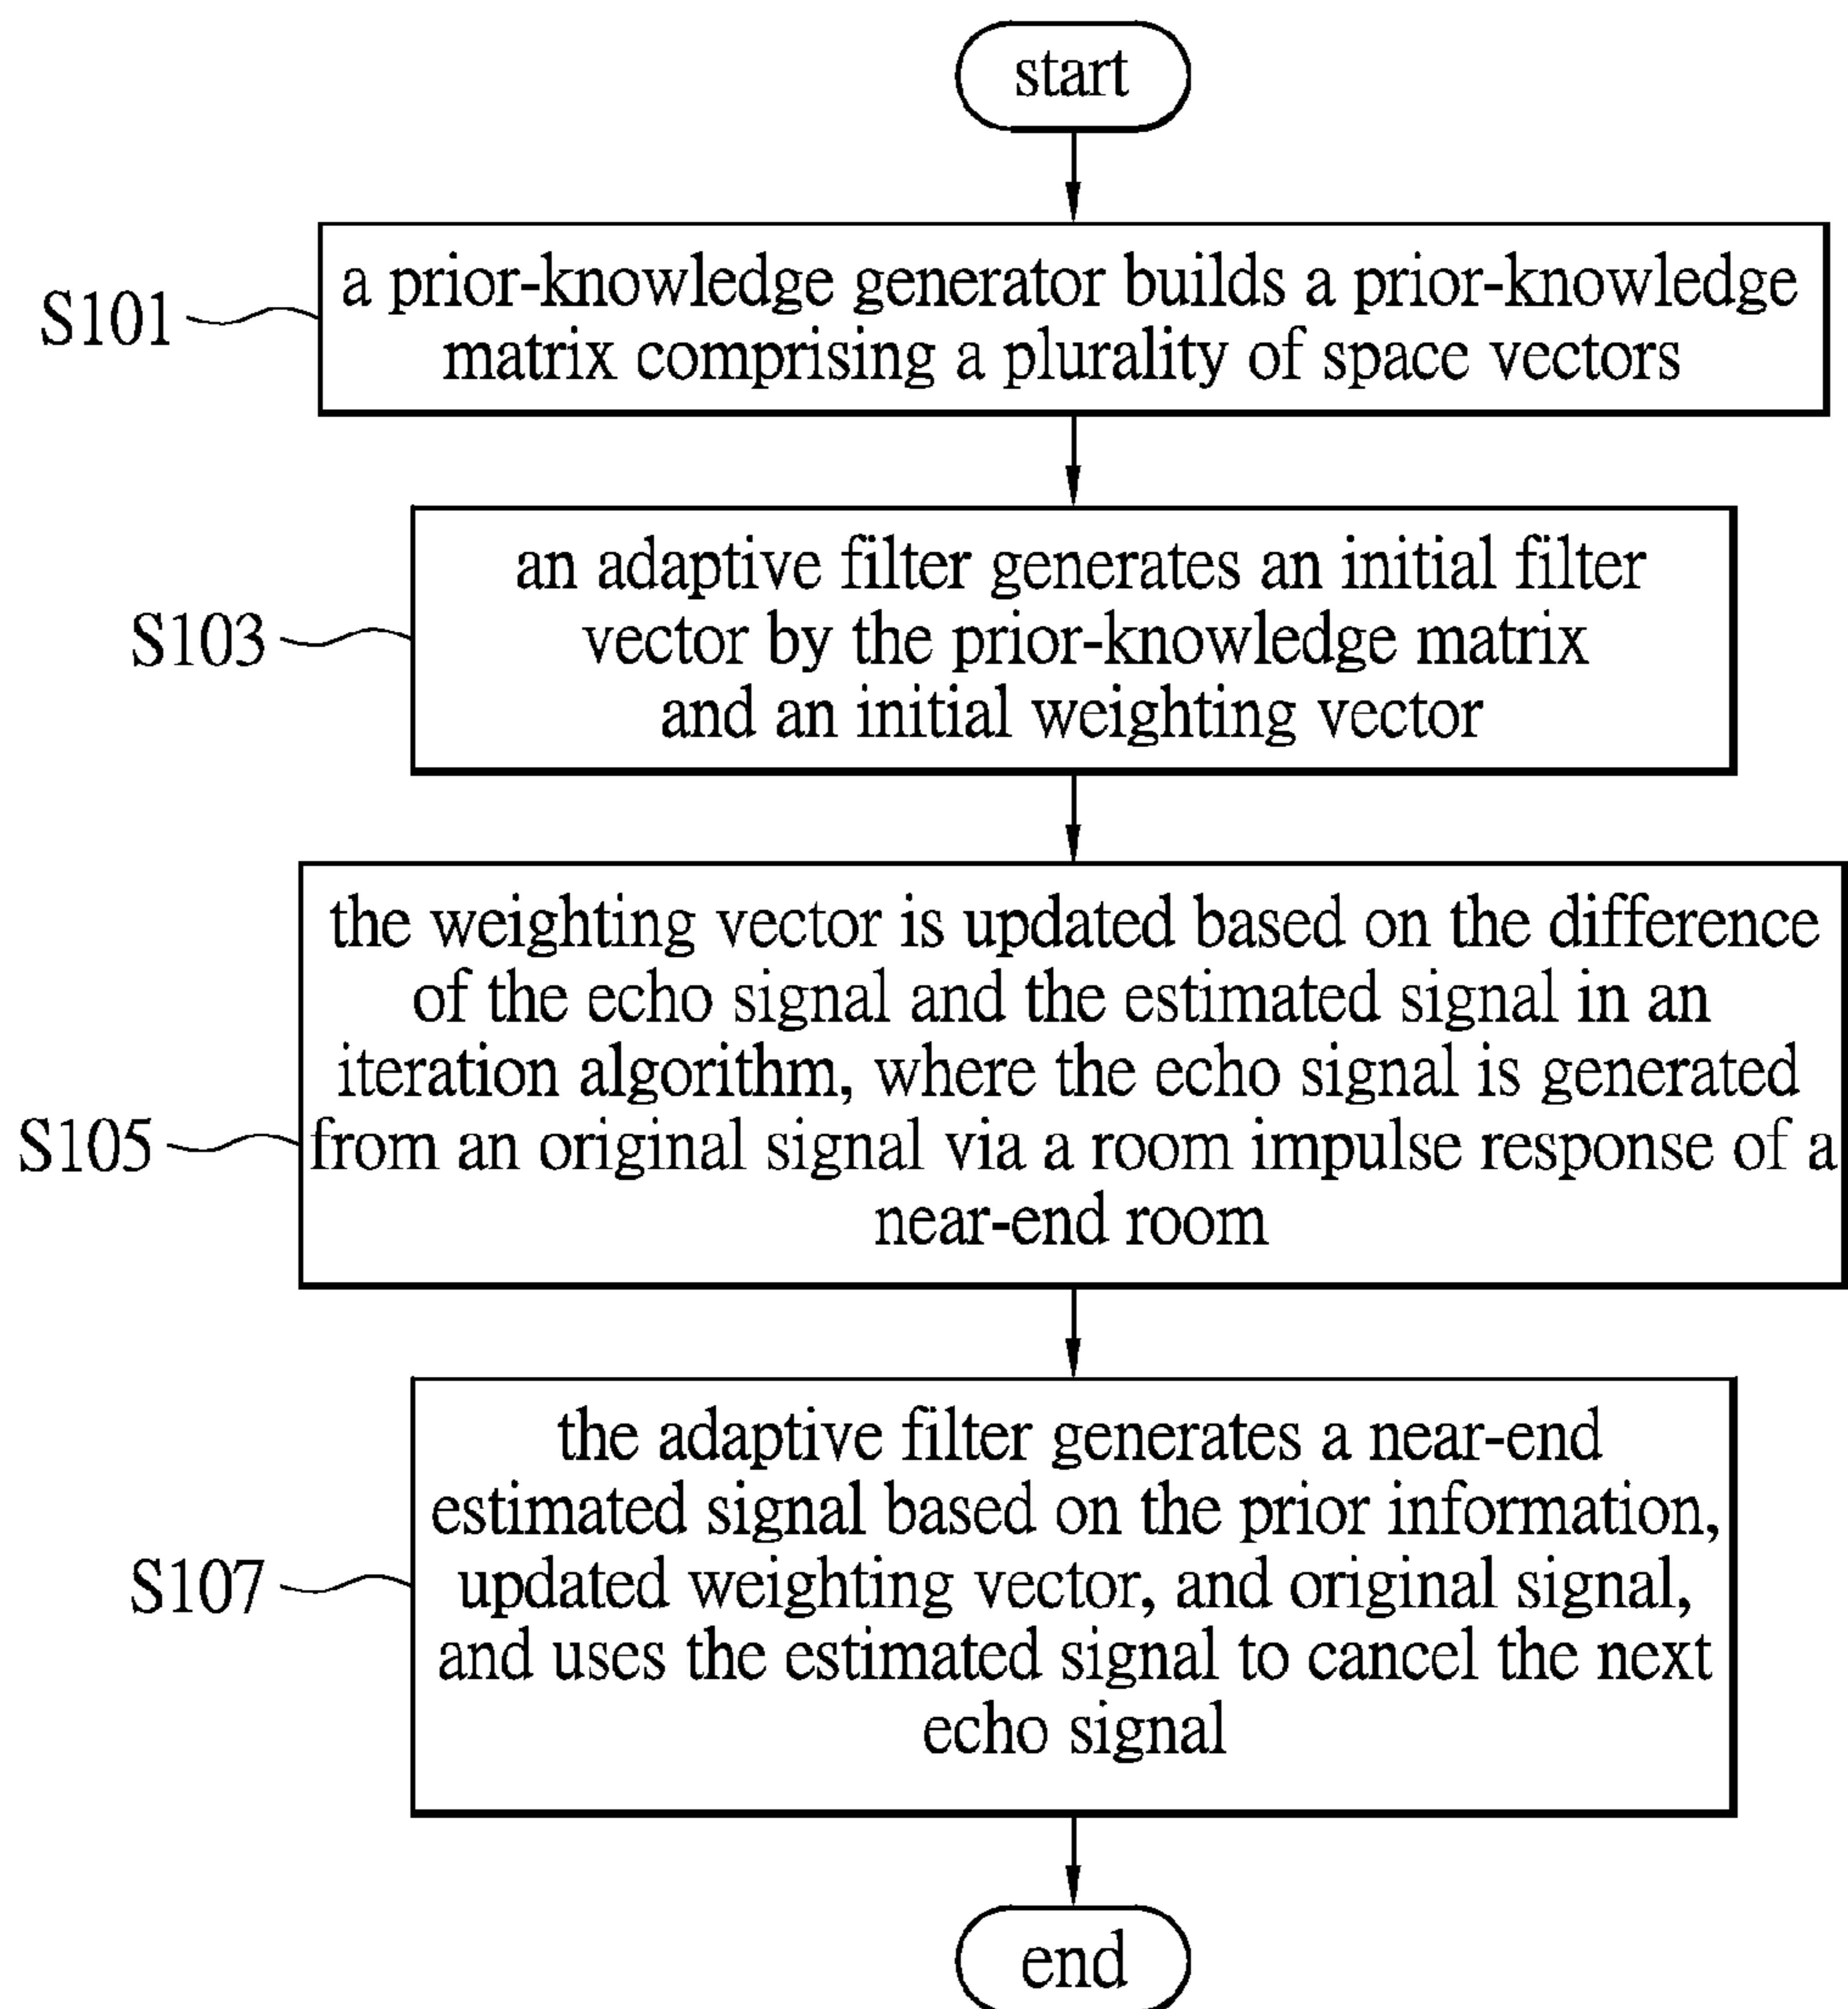 start
S101
a prior-knowledge generator builds a prior-knowledge
matrix comprising a plurality of space vectors
S103
an adaptive filter generates an initial filter
vector by the prior-knowledge matrix
and an initial weighting vector
S105
the weighting vector is updated based on the difference
of the echo signal and the estimated signal in an
iteration algorithm, where the echo signal is generated
from an original signal via a room impulse response of a
near-end room
S107
the adaptive filter generates a near-end
estimated signal based on the prior information,
updated weighting vector, and original signal,
and uses the estimated signal to cancel the next
echo signal
end